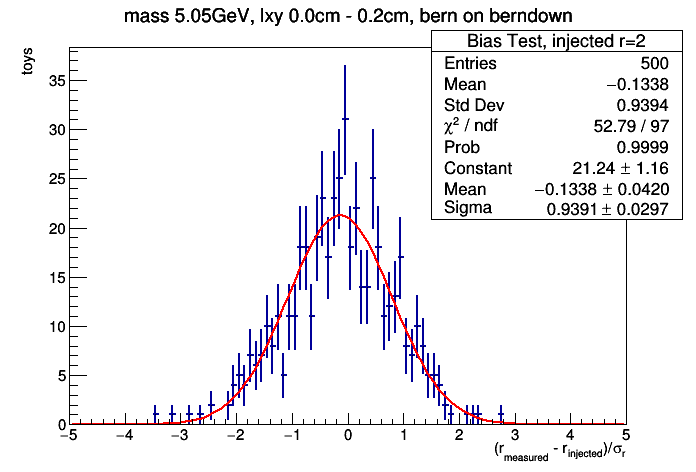 mass 5.05GeV, lxy 0.0cm - 0.2cm, bern on berndown
Bias Test, injected r=2
Entries 500
Mean −0.1338
Std Dev 0.9394
χ² / ndf 52.79 / 97
Prob 0.9999
Constant 21.24 ± 1.16
Mean −0.1338 ± 0.0420
Sigma 0.9391 ± 0.0297
toys
35
30
25
20
15
10
5
0
−5 −4 −3 −2 −1 0 1 2 3 4 5
(r_measured - r_injected)/σ_r